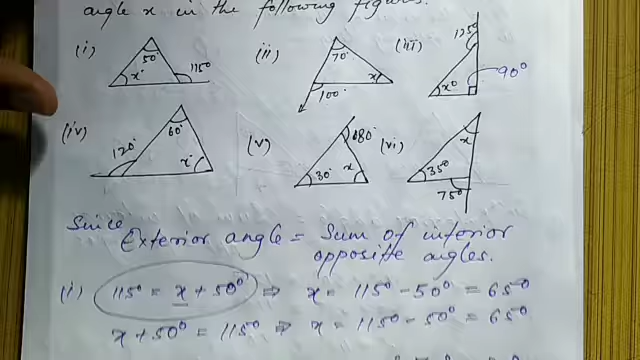 angle x in the following figures.
(i) 50° x° 115°
(ii) 70° x 100°
(iii) 125° x° 90°
(iv) 120° 60° x°
(v) 80° 30° x
(vi) x 35° 75°
Since
Exterior angle = Sum of interior
opposite angles.
(i) 115° = x + 50° ⇒ x = 115° - 50° = 65°
x + 50° = 115° ⇒ x = 115° - 50° = 65°